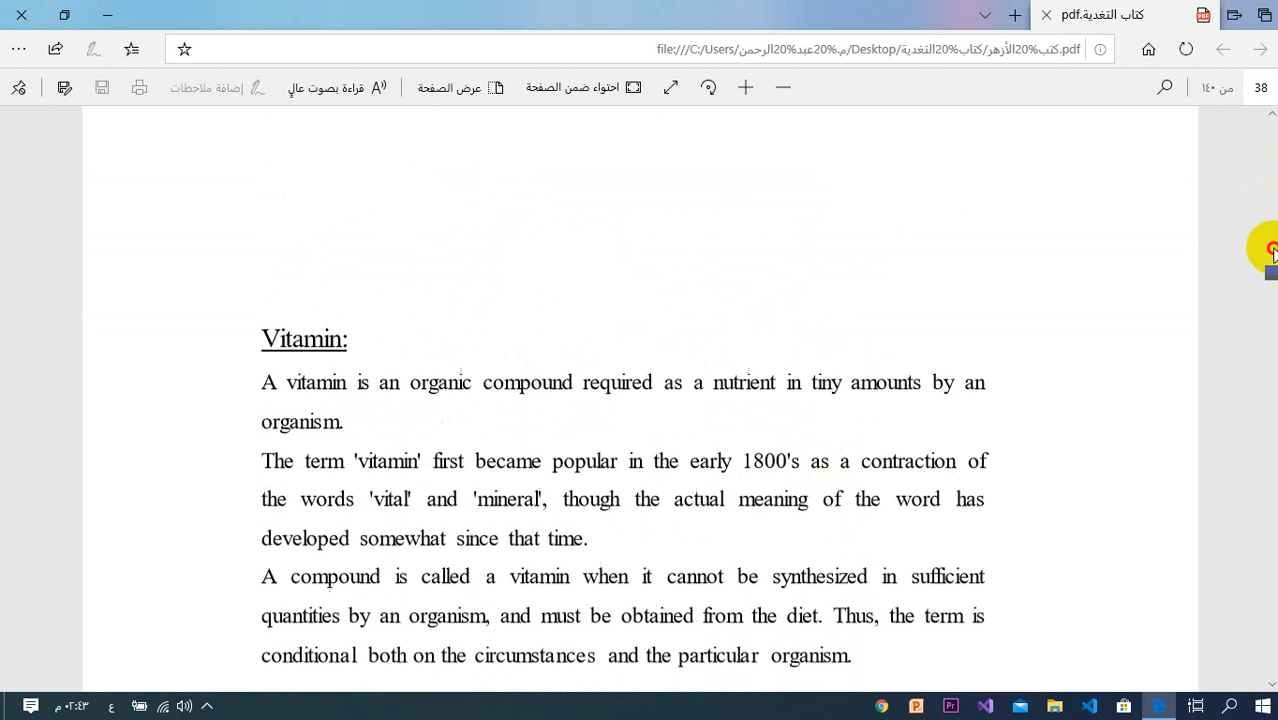 كتاب التغدية.pdf
file:///C:/Users/م.%20عبد%20الرحمن/Desktop/كتب%20الأزهر/كتاب%20التغدية.pdf
38 من ١٤٠
احتواء ضمن الصفحة
عرض الصفحة
قراءة بصوت عالٍ
إضافة ملاحظات
Vitamin:
A vitamin is an organic compound required as a nutrient in tiny amounts by an
organism.
The term 'vitamin' first became popular in the early 1800's as a contraction of
the words 'vital' and 'mineral', though the actual meaning of the word has
developed somewhat since that time.
A compound is called a vitamin when it cannot be synthesized in sufficient
quantities by an organism, and must be obtained from the diet. Thus, the term is
conditional both on the circumstances and the particular organism.
٠٢:٤٣ م
ع